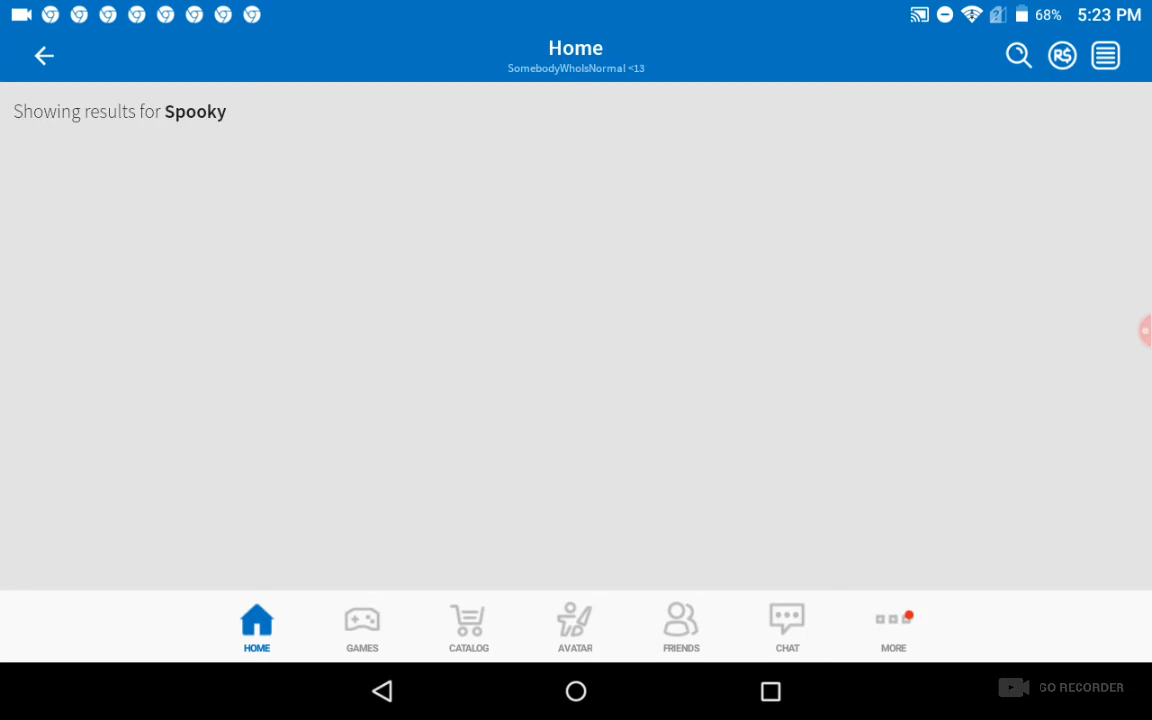 68% 5:23 PM
Home
SomebodyWhoIsNormal <13
R$
Showing results for Spooky
HOME GAMES CATALOG AVATAR FRIENDS CHAT MORE
GO RECORDER